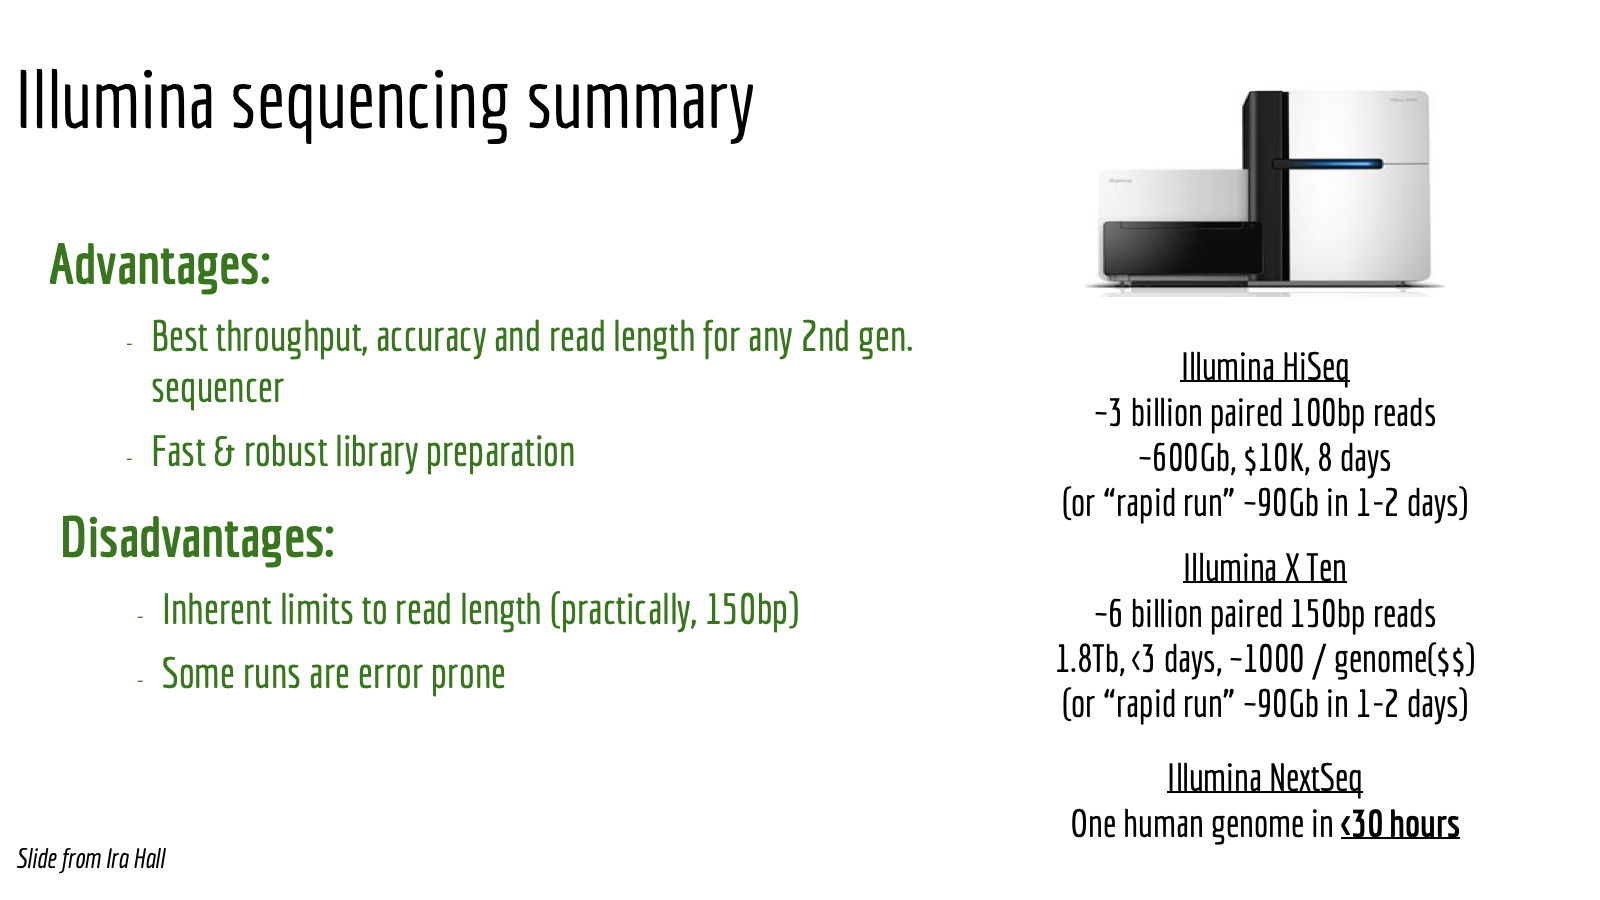 Illumina sequencing summary
Advantages:
- Best throughput, accuracy and read length for any 2nd gen.
sequencer
- Fast & robust library preparation
Disadvantages:
- Inherent limits to read length (practically, 150bp)
- Some runs are error prone
Slide from Ira Hall
Illumina HiSeq
~3 billion paired 100bp reads
~600Gb, $10K, 8 days
(or “rapid run” ~90Gb in 1-2 days)
Illumina X Ten
~6 billion paired 150bp reads
1.8Tb, <3 days, ~1000 / genome($$)
(or “rapid run” ~90Gb in 1-2 days)
Illumina NextSeq
One human genome in <30 hours